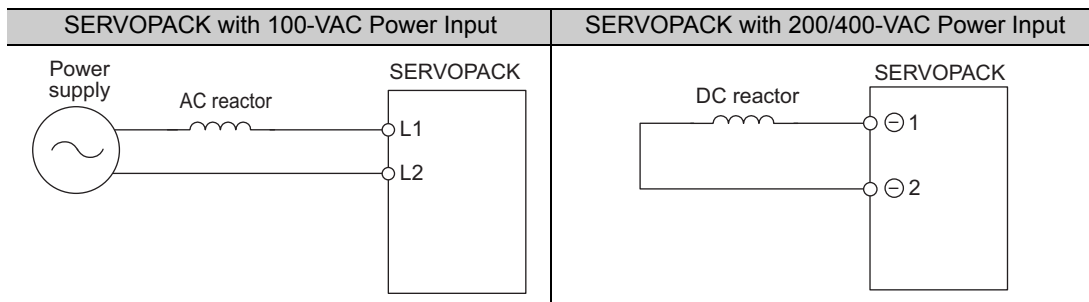 SERVOPACK with 100-VAC Power Input
SERVOPACK with 200/400-VAC Power Input
Power
supply
AC reactor
SERVOPACK
L1
L2
DC reactor
SERVOPACK
⊖ 1
⊖ 2